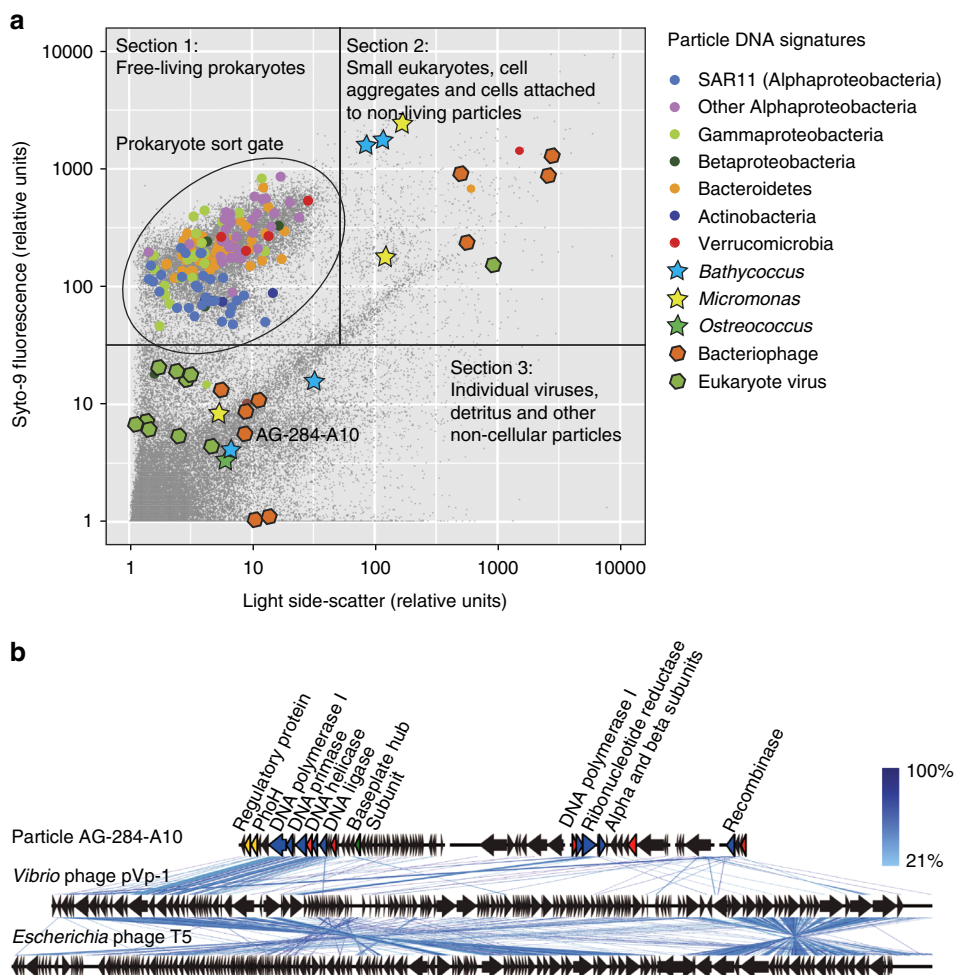 a
Section 1:
Free-living prokaryotes
Section 2:
Small eukaryotes, cell
aggregates and cells attached
to non-living particles
Prokaryote sort gate
Section 3:
Individual viruses,
detritus and other
non-cellular particles
AG-284-A10
Syto-9 fluorescence (relative units)
10000
1000
100
10
1
1 10 100 1000 10000
Light side-scatter (relative units)
Particle DNA signatures
SAR11 (Alphaproteobacteria)
Other Alphaproteobacteria
Gammaproteobacteria
Betaproteobacteria
Bacteroidetes
Actinobacteria
Verrucomicrobia
Bathycoccus
Micromonas
Ostreococcus
Bacteriophage
Eukaryote virus
b
Regulatory protein
PhoH
DNA polymerase I
DNA primase
DNA helicase
DNA ligase
Baseplate hub
Subunit
DNA polymerase I
Ribonucleotide reductase
Alpha and beta subunits
Recombinase
100%
21%
Particle AG-284-A10
Vibrio phage pVp-1
Escherichia phage T5